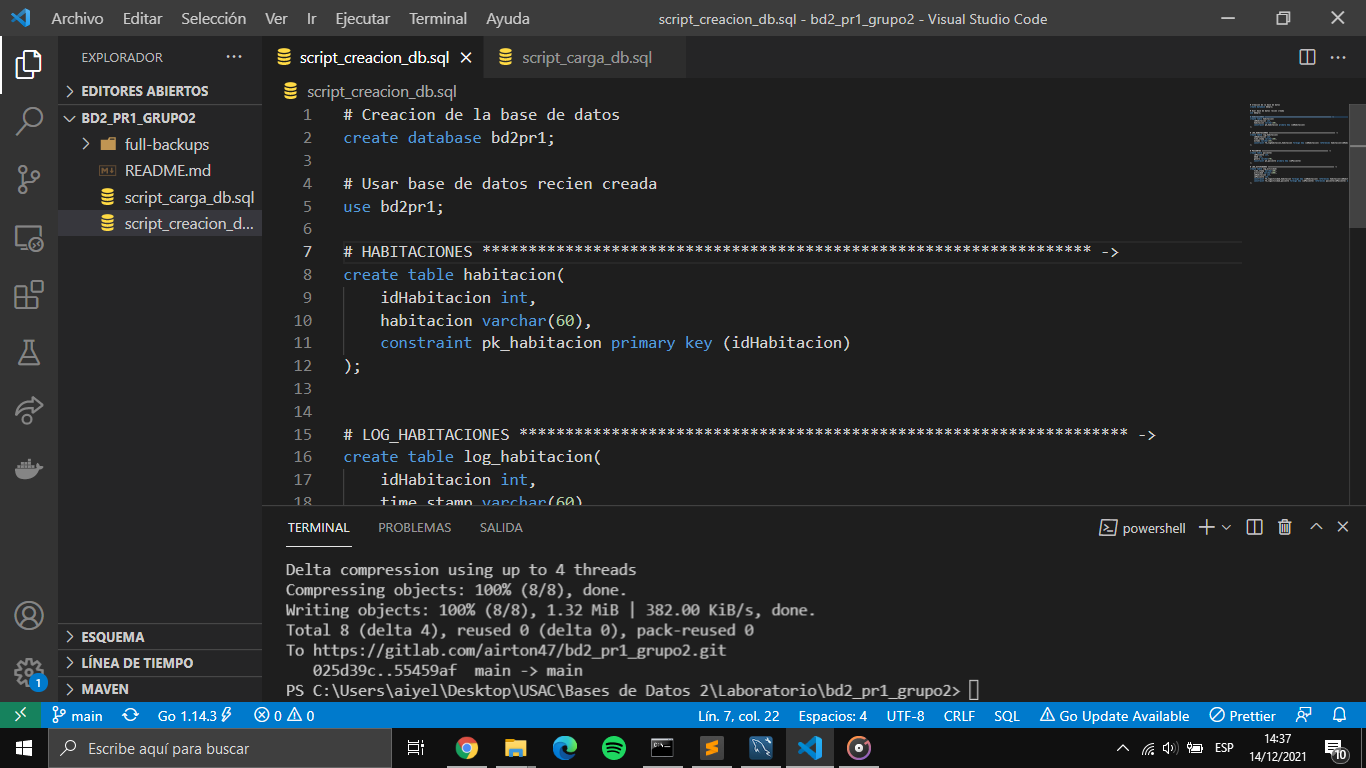 Archivo Editar Selección Ver Ir Ejecutar Terminal Ayuda script_creacion_db.sql - bd2_pr1_grupo2 - Visual Studio Code
EXPLORADOR ···
EDITORES ABIERTOS
BD2_PR1_GRUPO2
full-backups
README.md
script_carga_db.sql
script_creacion_d...
ESQUEMA
LÍNEA DE TIEMPO
MAVEN
1
script_creacion_db.sql script_carga_db.sql
script_creacion_db.sql
1 # Creacion de la base de datos
2 create database bd2pr1;
3
4 # Usar base de datos recien creada
5 use bd2pr1;
6
7 # HABITACIONES ****************************************************************** ->
8 create table habitacion(
9 idHabitacion int,
10 habitacion varchar(60),
11 constraint pk_habitacion primary key (idHabitacion)
12 );
13
14
15 # LOG_HABITACIONES ****************************************************************** ->
16 create table log_habitacion(
17 idHabitacion int,
18 time_stamp varchar(60),
TERMINAL PROBLEMAS SALIDA powershell
Delta compression using up to 4 threads
Compressing objects: 100% (8/8), done.
Writing objects: 100% (8/8), 1.32 MiB | 382.00 KiB/s, done.
Total 8 (delta 4), reused 0 (delta 0), pack-reused 0
To https://gitlab.com/airton47/bd2_pr1_grupo2.git
025d39c..55459af main -> main
PS C:\Users\aiyel\Desktop\USAC\Bases de Datos 2\Laboratorio\bd2_pr1_grupo2>
main Go 1.14.3 0 0 Lín. 7, col. 22 Espacios: 4 UTF-8 CRLF SQL Go Update Available Prettier
Escribe aquí para buscar ESP 14:37
14/12/2021 10